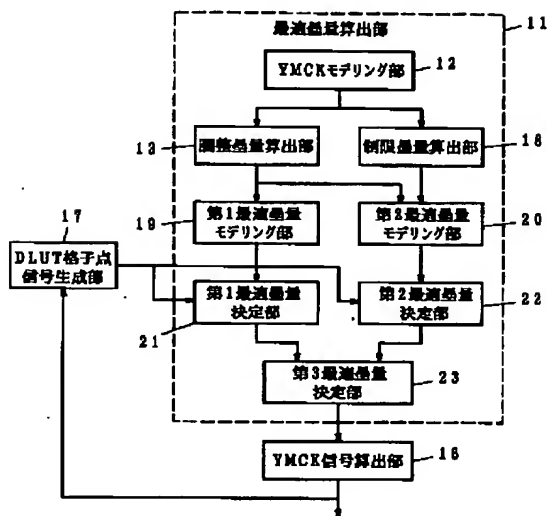 最適墨量算出部
11
YMCKモデリング部
12
13
調整墨量算出部
制限墨量算出部
18
17
DLUT格子点
信号生成部
19
第1最適墨量
モデリング部
第2最適墨量
モデリング部
20
21
第1最適墨量
決定部
第2最適墨量
決定部
22
第3最適墨量
決定部
23
YMCK信号算出部
16